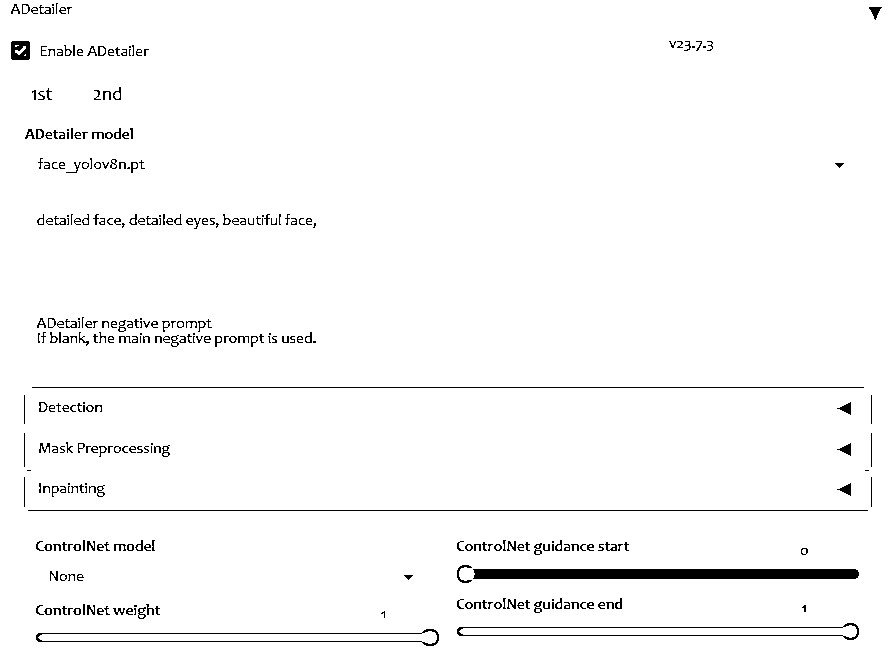 ADetailer
Enable ADetailer
v23.7.3
1st 2nd
ADetailer model
face_yolov8n.pt
detailed face, detailed eyes, beautiful face,
ADetailer negative prompt
If blank, the main negative prompt is used.
Detection
Mask Preprocessing
Inpainting
ControlNet model
None
ControlNet weight 1
ControlNet guidance start 0
ControlNet guidance end 1